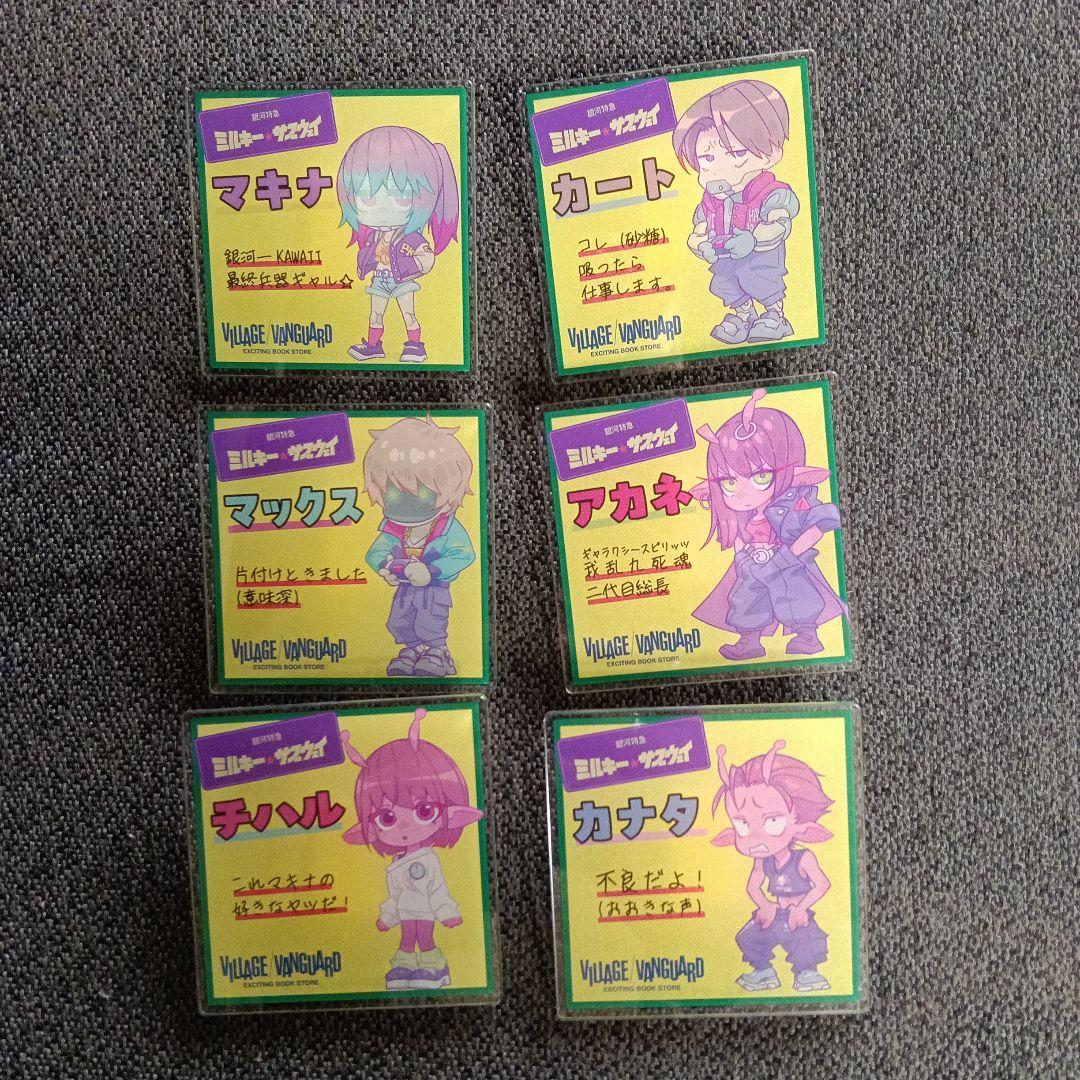 銀河特急
ミルキー★サブウェイ
マキナ
銀河一KAWAII
最終兵器ギャル☆
VILLAGE/VANGUARD
EXCITING BOOK STORE
銀河特急
ミルキー★サブウェイ
カート
コレ(砂糖)
吸ったら
仕事します。
VILLAGE/VANGUARD
EXCITING BOOK STORE
銀河特急
ミルキー★サブウェイ
マックス
片付けときました
(意味深)
VILLAGE/VANGUARD
EXCITING BOOK STORE
銀河特急
ミルキー★サブウェイ
アカネ
ギャラクシースピリッツ
我乱九死魂
二代目総長
VILLAGE/VANGUARD
EXCITING BOOK STORE
銀河特急
ミルキー★サブウェイ
チハル
これマキナの
好きなヤツだ!
VILLAGE/VANGUARD
EXCITING BOOK STORE
銀河特急
ミルキー★サブウェイ
カナタ
不良だよ!
(おおきな声)
VILLAGE/VANGUARD
EXCITING BOOK STORE